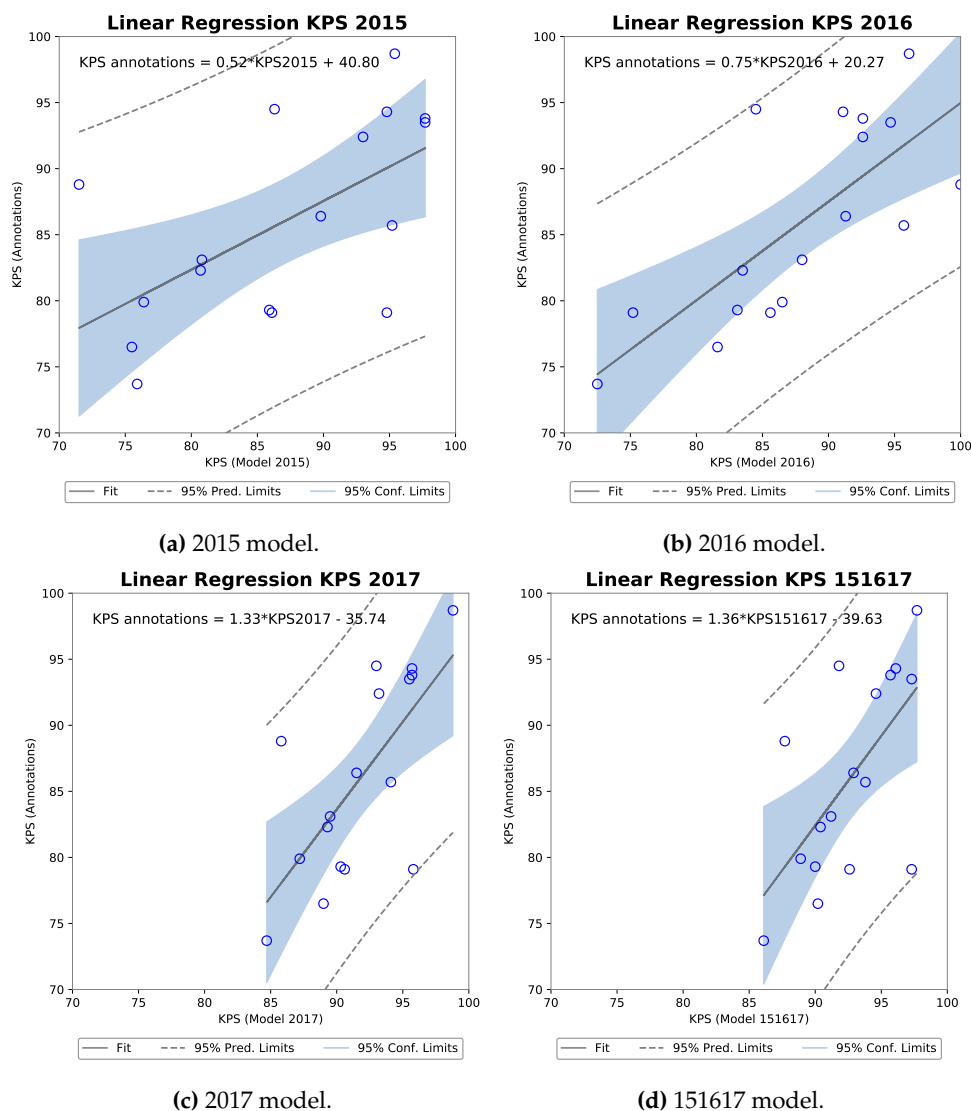 Linear Regression KPS 2015
KPS annotations = 0.52*KPS2015 + 40.80
100
95
90
85
80
75
70
KPS (Annotations)
70 75 80 85 90 95 100
KPS (Model 2015)
Fit 95% Pred. Limits 95% Conf. Limits
(a) 2015 model.
Linear Regression KPS 2016
KPS annotations = 0.75*KPS2016 + 20.27
100
95
90
85
80
75
70
KPS (Annotations)
70 75 80 85 90 95 100
KPS (Model 2016)
Fit 95% Pred. Limits 95% Conf. Limits
(b) 2016 model.
Linear Regression KPS 2017
KPS annotations = 1.33*KPS2017 - 35.74
100
95
90
85
80
75
70
KPS (Annotations)
70 75 80 85 90 95 100
KPS (Model 2017)
Fit 95% Pred. Limits 95% Conf. Limits
(c) 2017 model.
Linear Regression KPS 151617
KPS annotations = 1.36*KPS151617 - 39.63
100
95
90
85
80
75
70
KPS (Annotations)
70 75 80 85 90 95 100
KPS (Model 151617)
Fit 95% Pred. Limits 95% Conf. Limits
(d) 151617 model.